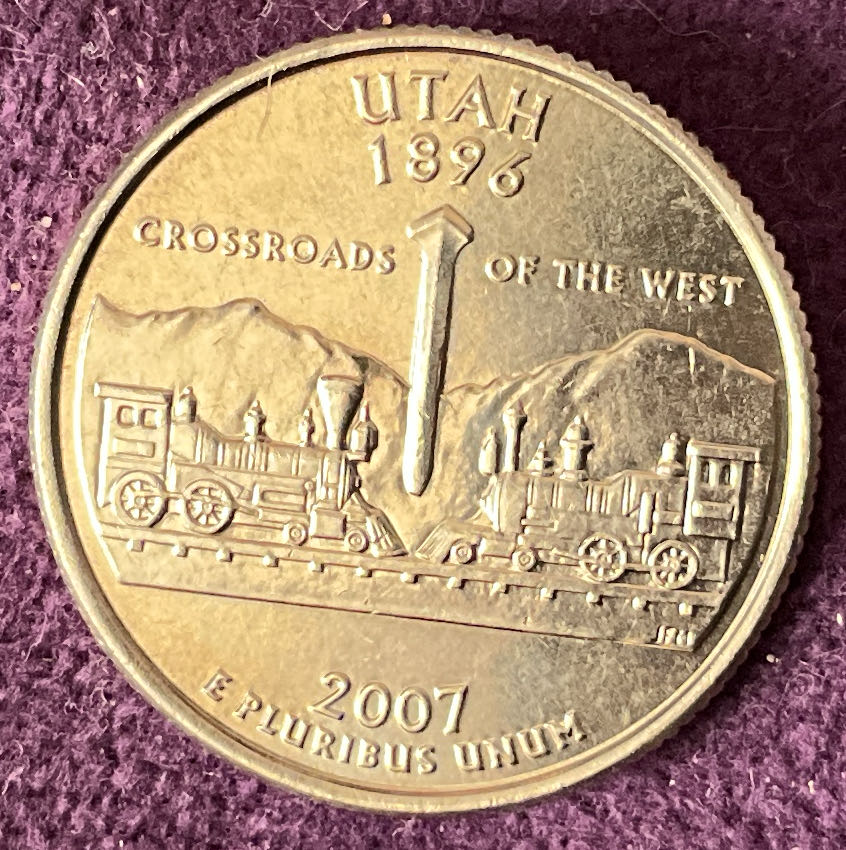 UTAH
1896
CROSSROADS OF THE WEST
2007
E PLURIBUS UNUM